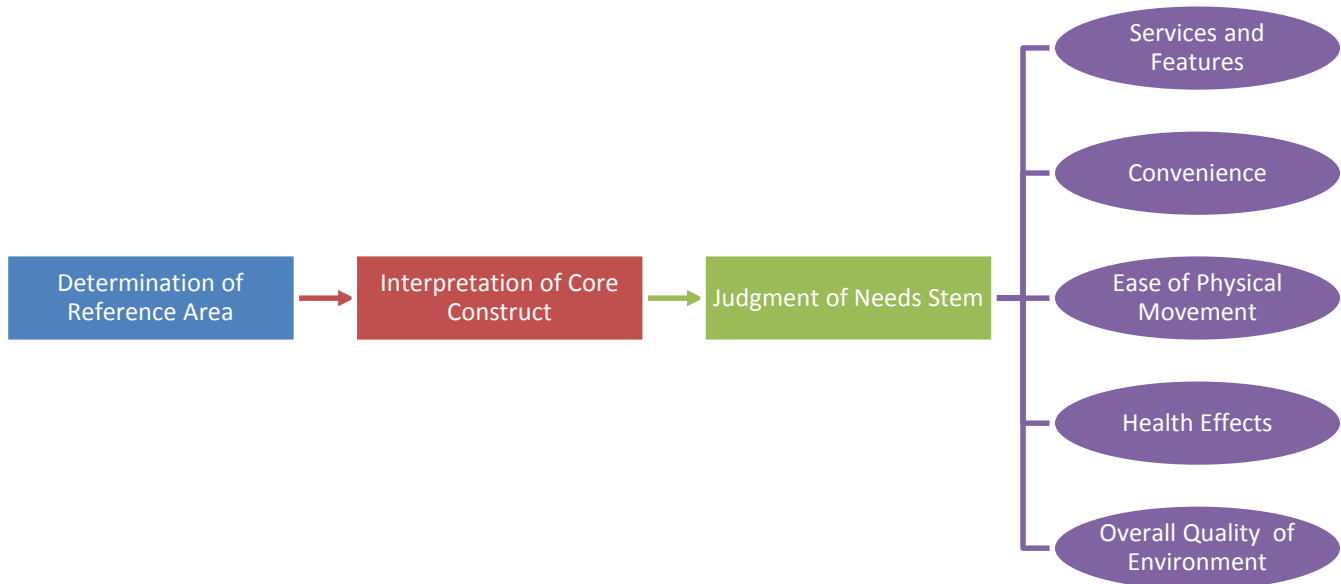 Determination of
Reference Area
Interpretation of Core
Construct
Judgment of Needs Stem
Services and
Features
Convenience
Ease of Physical
Movement
Health Effects
Overall Quality of
Environment